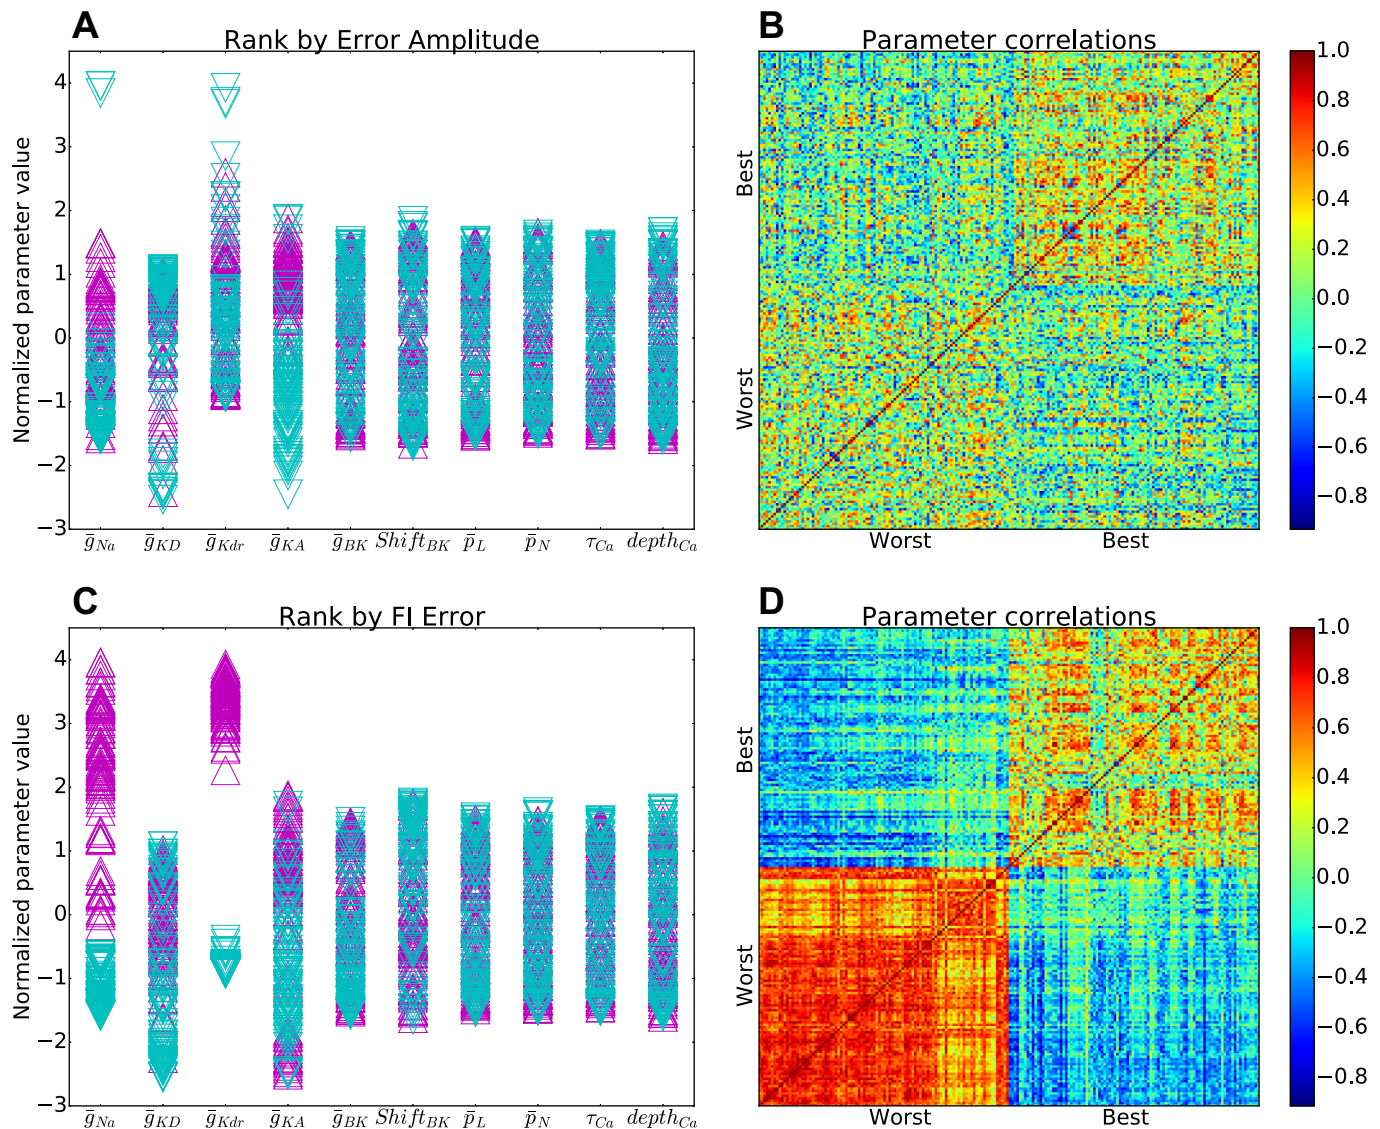 A
Rank by Error Amplitude
Normalized parameter value
4
3
2
1
0
−1
−2
−3
ḡNa ḡKD ḡKdr ḡKA ḡBK ShiftBK p̄L p̄N τCa depthCa
B
Parameter correlations
Best
Worst
Worst Best
1.0
0.8
0.6
0.4
0.2
0.0
−0.2
−0.4
−0.6
−0.8
C
Rank by FI Error
Normalized parameter value
4
3
2
1
0
−1
−2
−3
ḡNa ḡKD ḡKdr ḡKA ḡBK ShiftBK p̄L p̄N τCa depthCa
D
Parameter correlations
Best
Worst
Worst Best
1.0
0.8
0.6
0.4
0.2
0.0
−0.2
−0.4
−0.6
−0.8